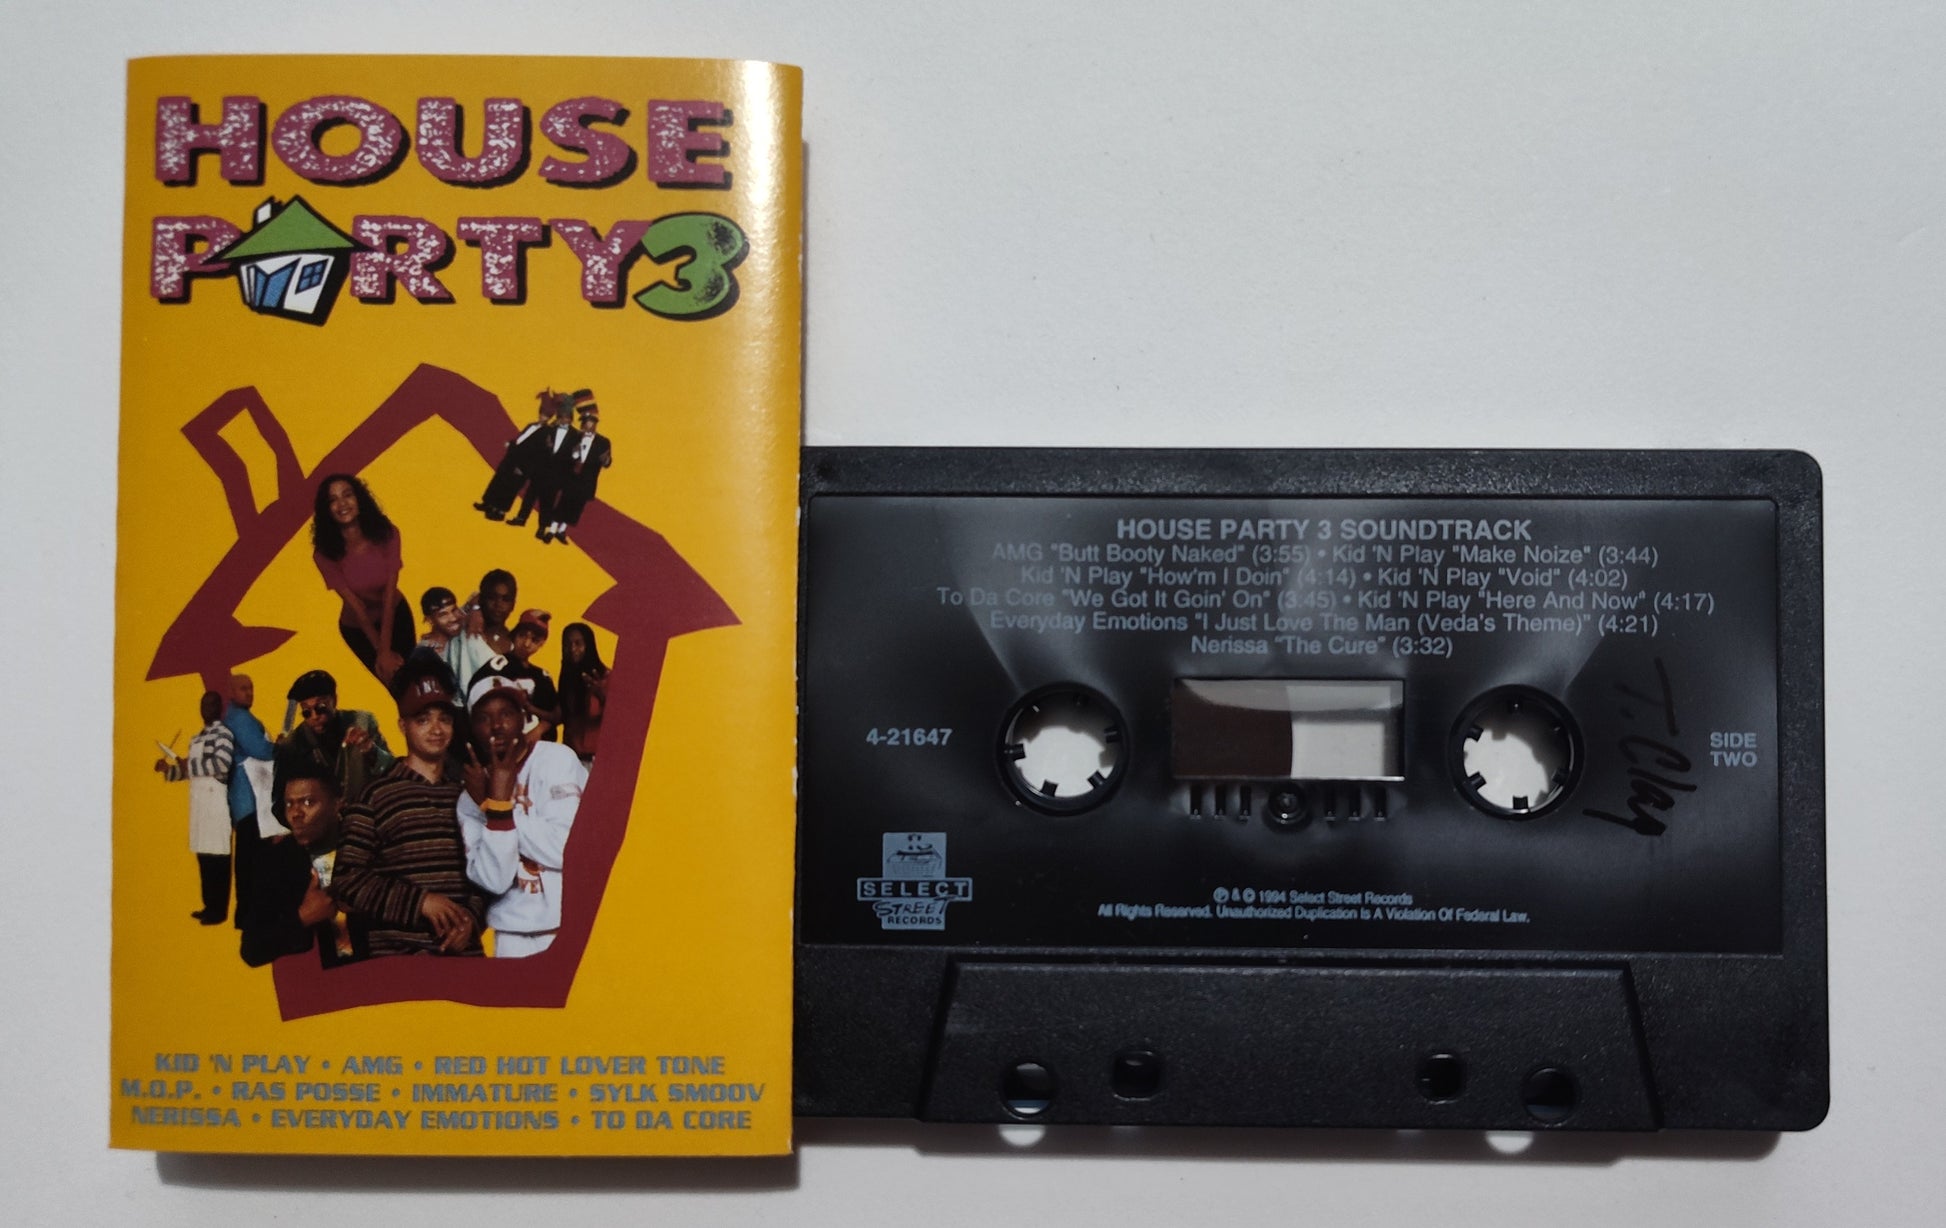 HOUSE
PARTY 3
KID 'N PLAY • AMG • RED HOT LOVER TONE
M.O.P. • RAS POSSE • IMMATURE • SYLK SMOOV
NERISSA • EVERYDAY EMOTIONS • TO DA CORE
HOUSE PARTY 3 SOUNDTRACK
AMG "Butt Booty Naked" (3:55) • Kid 'N Play "Make Noize" (3:44)
Kid 'N Play "How'm I Doin" (4:14) • Kid 'N Play "Void" (4:02)
To Da Core "We Got It Goin' On" (3:45) • Kid 'N Play "Here And Now" (4:17)
Everyday Emotions "I Just Love The Man (Veda's Theme)" (4:21)
Nerissa "The Cure" (3:32)
4-21647
SIDE
TWO
T. Clay
SELECT
STREET
RECORDS
℗ & © 1994 Select Street Records
All Rights Reserved. Unauthorized Duplication Is A Violation Of Federal Law.